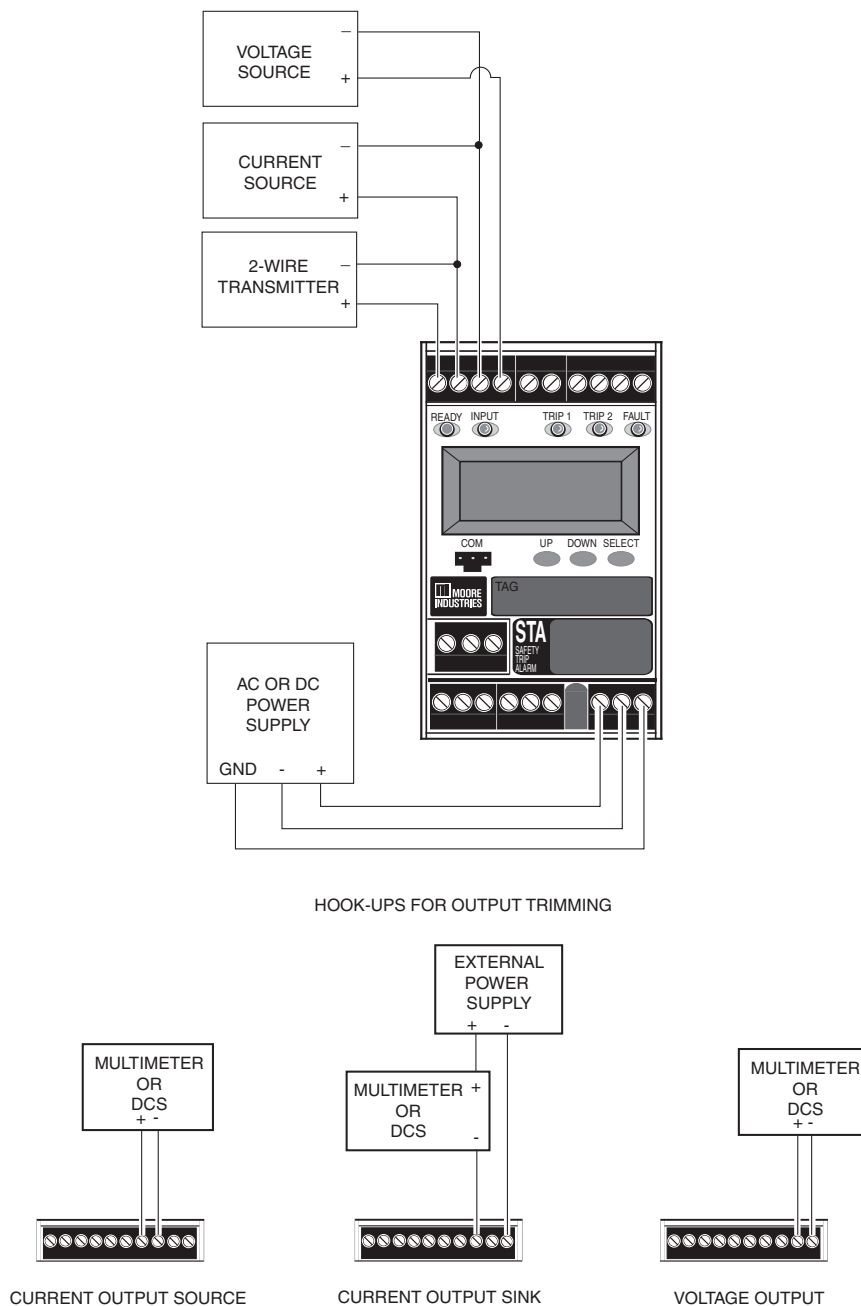 VOLTAGE
SOURCE
–
+
CURRENT
SOURCE
–
+
2-WIRE
TRANSMITTER
–
+
READY INPUT TRIP 1 TRIP 2 FAULT
COM UP DOWN SELECT
MOORE
INDUSTRIES
TAG
STA
SAFETY
TRIP
ALARM
AC OR DC
POWER
SUPPLY
GND - +
HOOK-UPS FOR OUTPUT TRIMMING
EXTERNAL
POWER
SUPPLY
+ -
MULTIMETER
OR
DCS
+ -
MULTIMETER +
OR
DCS
-
MULTIMETER
OR
DCS
+ -
CURRENT OUTPUT SOURCE
CURRENT OUTPUT SINK
VOLTAGE OUTPUT